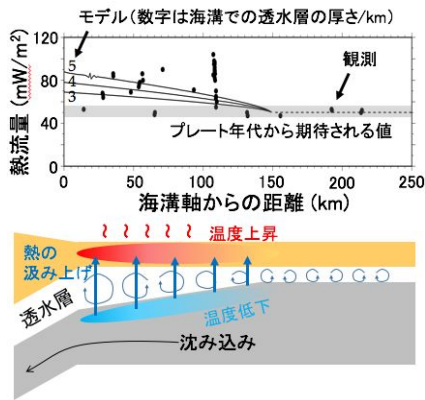 モデル（数字は海溝での透水層の厚さ/km）
120
80
40
0
熱流量 (mW/m²)
5
4
3
観測
プレート年代から期待される値
0
50
100
150
200
250
海溝軸からの距離 (km)
温度上昇
熱の
汲み上げ
透水層
温度低下
沈み込み